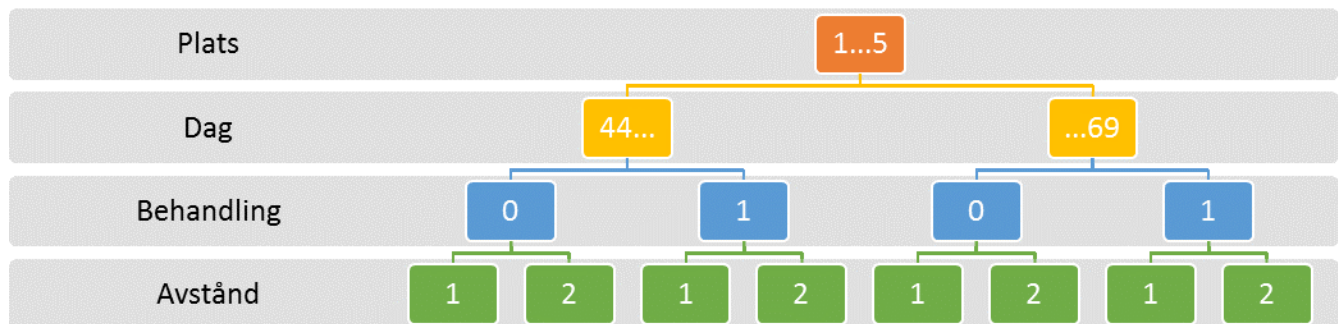 Plats 1...5
Dag 44... ...69
Behandling 0 1 0 1
Avstånd 1 2 1 2 1 2 1 2